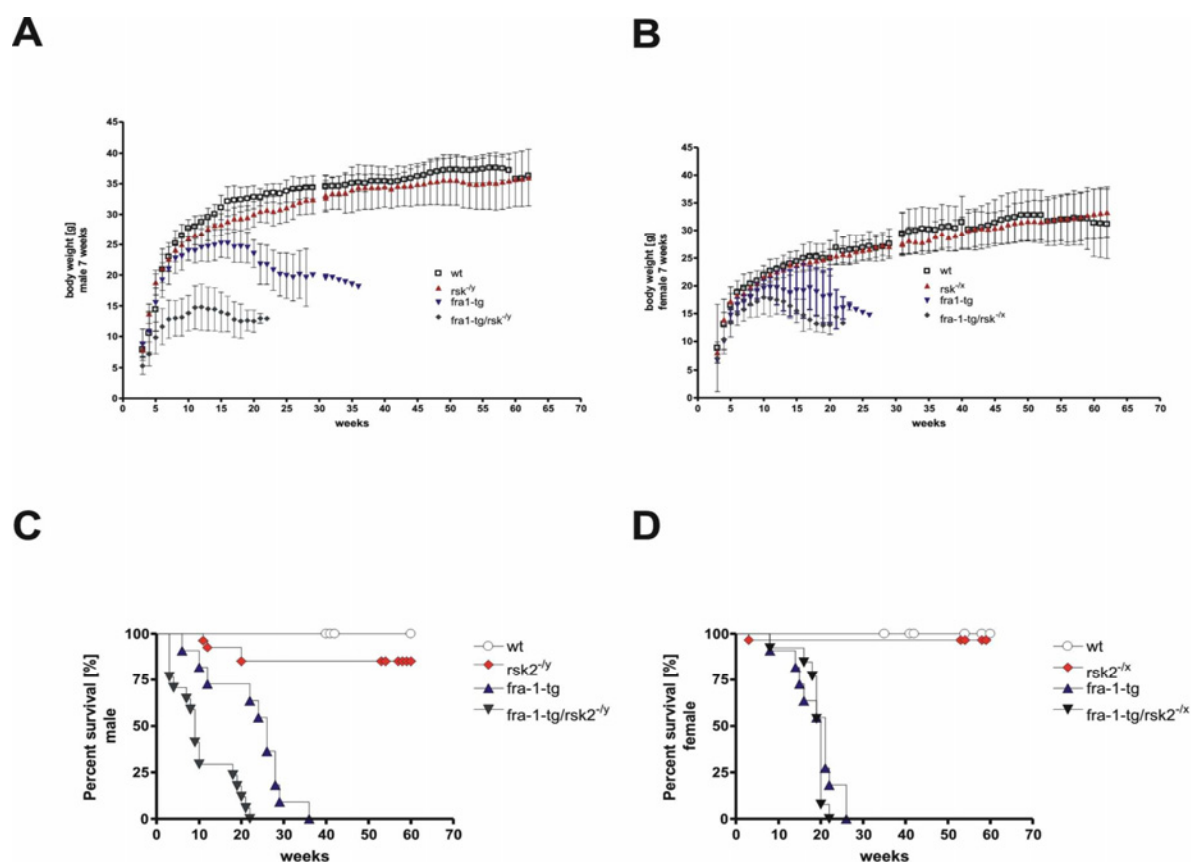 A
B
45
40
35
30
25
20
15
10
5
0
body weight [g]
male 7 weeks
wt
rsk-/y
fra1-tg
fra1-tg/rsk-/y
0 5 10 15 20 25 30 35 40 45 50 55 60 65 70
weeks
45
40
35
30
25
20
15
10
5
0
body weight [g]
female 7 weeks
wt
rsk-/x
fra1-tg
fra-1-tg/rsk-/x
0 5 10 15 20 25 30 35 40 45 50 55 60 65 70
weeks
C
D
100
75
50
25
0
Percent survival [%]
male
wt
rsk2-/y
fra-1-tg
fra-1-tg/rsk2-/y
0 10 20 30 40 50 60 70
weeks
100
75
50
25
0
Percent survival [%]
female
wt
rsk2-/x
fra-1-tg
fra-1-tg/rsk2-/x
0 10 20 30 40 50 60 70
weeks